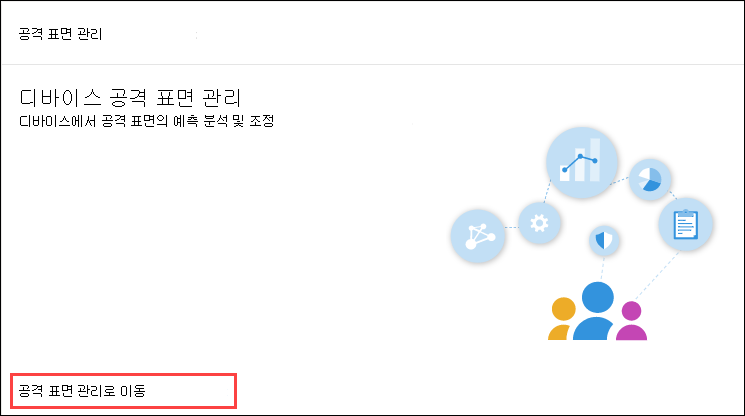 공격 표면 관리
디바이스 공격 표면 관리
디바이스에서 공격 표면의 예측 분석 및 조정
공격 표면 관리로 이동